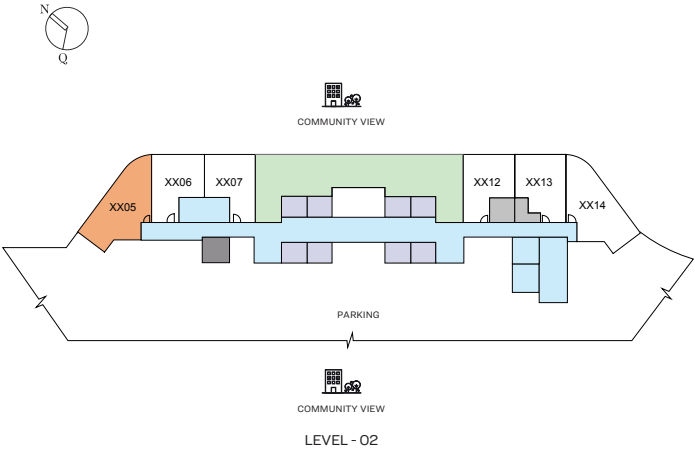 N
Q
COMMUNITY VIEW
XX05
XX06
XX07
XX12
XX13
XX14
PARKING
COMMUNITY VIEW
LEVEL - 02